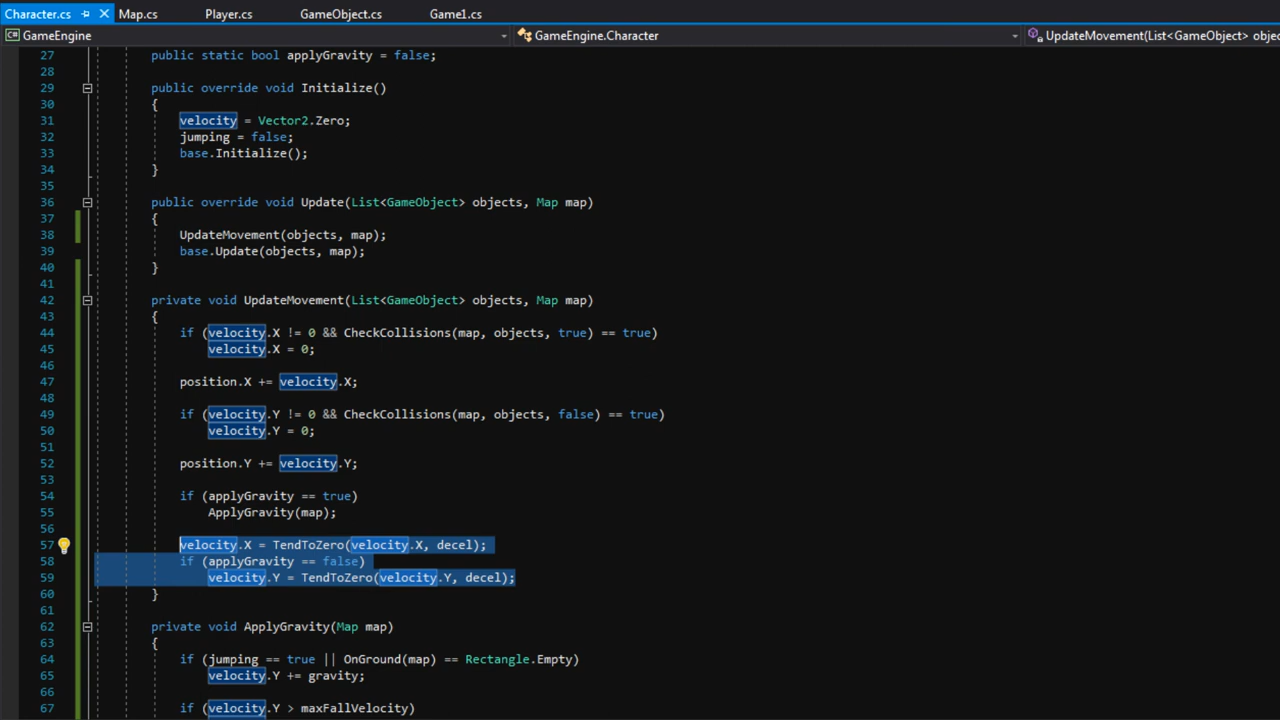 Character.cs Map.cs Player.cs GameObject.cs Game1.cs
C# GameEngine GameEngine.Character UpdateMovement(List<GameObject> objec
27 public static bool applyGravity = false;
28
29 public override void Initialize()
30 {
31 velocity = Vector2.Zero;
32 jumping = false;
33 base.Initialize();
34 }
35
36 public override void Update(List<GameObject> objects, Map map)
37 {
38 UpdateMovement(objects, map);
39 base.Update(objects, map);
40 }
41
42 private void UpdateMovement(List<GameObject> objects, Map map)
43 {
44 if (velocity.X != 0 && CheckCollisions(map, objects, true) == true)
45 velocity.X = 0;
46
47 position.X += velocity.X;
48
49 if (velocity.Y != 0 && CheckCollisions(map, objects, false) == true)
50 velocity.Y = 0;
51
52 position.Y += velocity.Y;
53
54 if (applyGravity == true)
55 ApplyGravity(map);
56
57 velocity.X = TendToZero(velocity.X, decel);
58 if (applyGravity == false)
59 velocity.Y = TendToZero(velocity.Y, decel);
60 }
61
62 private void ApplyGravity(Map map)
63 {
64 if (jumping == true || OnGround(map) == Rectangle.Empty)
65 velocity.Y += gravity;
66
67 if (velocity.Y > maxFallVelocity)